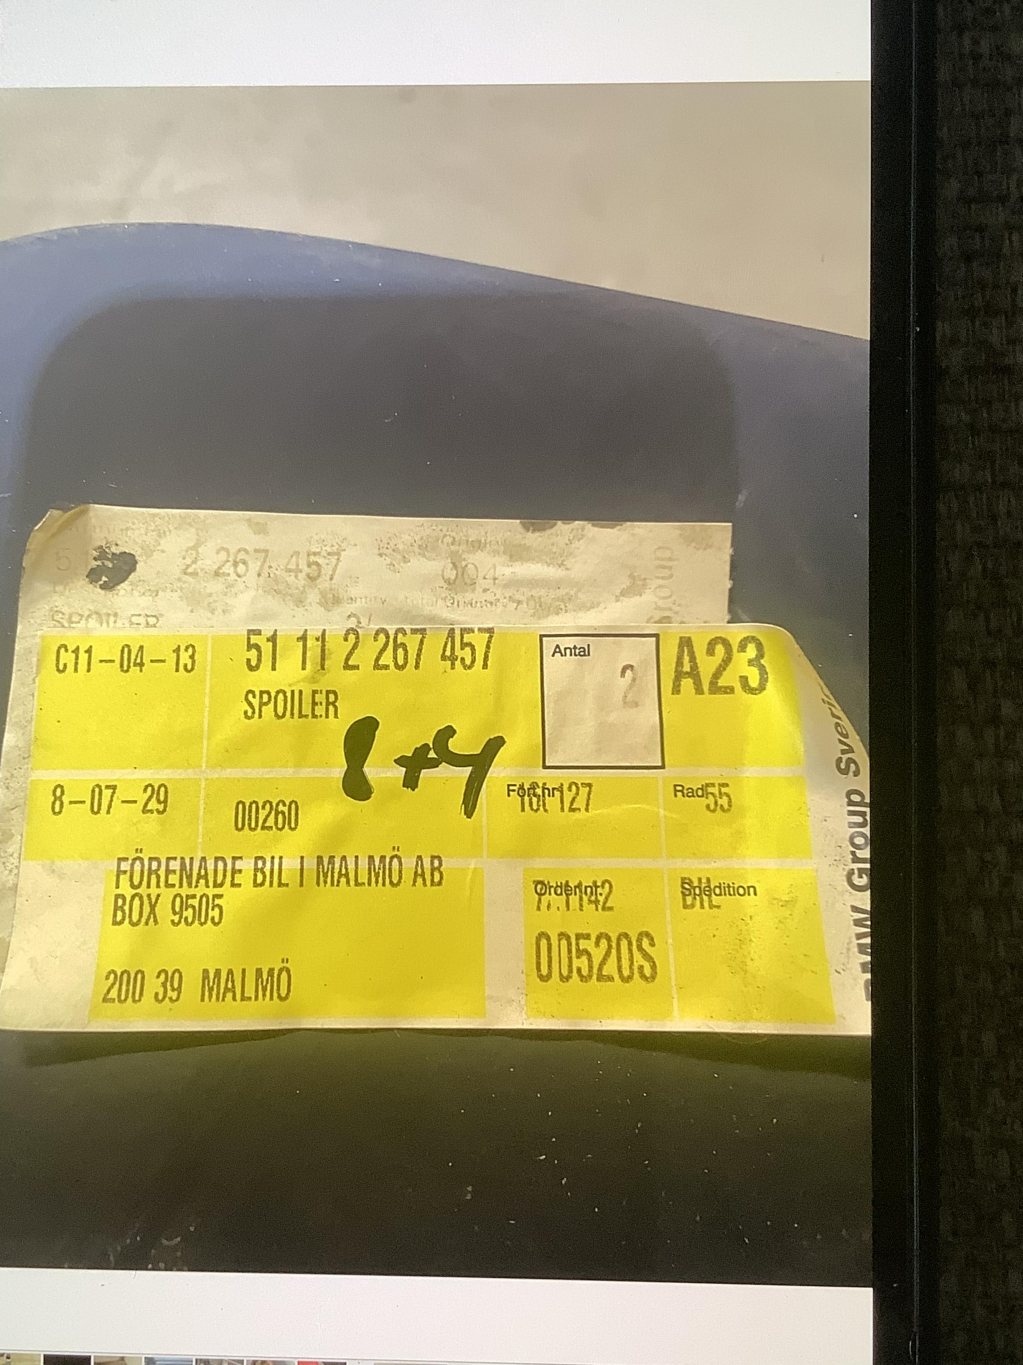 2 267 457
004
SPOILER
C11-04-13
51 11 2 267 457
Antal
2
A23
SPOILER
8+4
8-07-29
00260
127
Rad 55
FÖRENADE BIL I MALMÖ AB
BOX 9505
Ordernr.
Spedition
BIL
00520S
200 39 MALMÖ
BMW Group Sverige